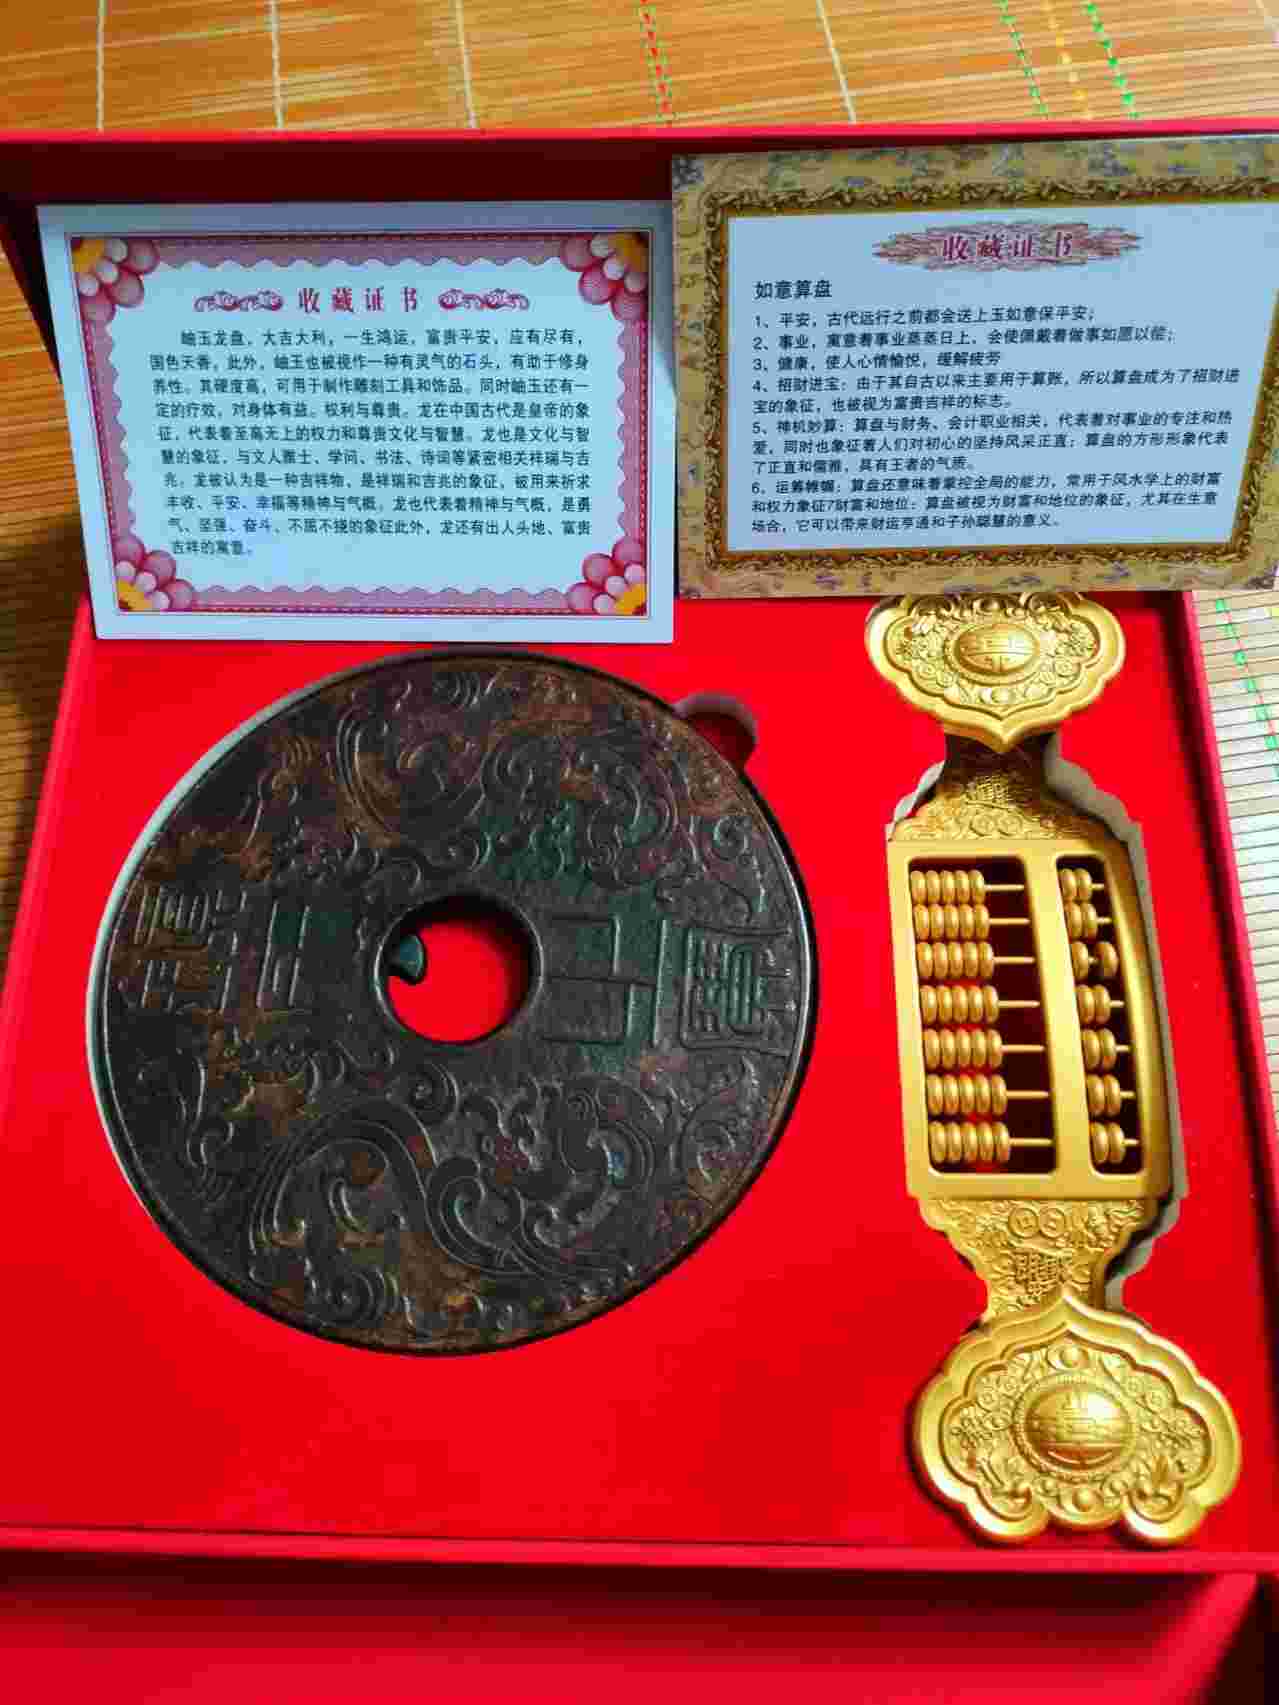 收藏证书
岫玉龙盘,大吉大利,一生鸿运,富贵平安,应有尽有,
国色天香,此外,岫玉也被视作一种有灵气的石头,有助于修身
养性。其硬度高,可用于制作雕刻工具和饰品。同时岫玉还有一
定的疗效,对身体有益。权利与尊贵。龙在中国古代是皇帝的象
征,代表着至高无上的权力和尊贵文化与智慧。龙也是文化与智
慧的象征,与文人雅士、学问、书法、诗词等紧密相关祥瑞与吉
兆。龙被认为是一种吉祥物,是祥瑞和吉兆的象征,被用来祈求
丰收、平安、幸福等精神与气概。龙也代表着精神与气概,是勇
气、坚强、奋斗、不屈不挠的象征此外,龙还有出人头地、富贵
吉祥的寓意。
收藏证书
如意算盘
1、平安,古代远行之前都会送上玉如意保平安;
2、事业,寓意着事业蒸蒸日上,会使佩戴着做事如愿以偿;
3、健康,使人心情愉悦,缓解疲劳
4、招财进宝:由于其自古以来主要用于算账,所以算盘成为了招财进
宝的象征,也被视为富贵吉祥的标志。
5、神机妙算:算盘与财务、会计职业相关,代表着对事业的专注和热
爱,同时也象征着人们对初心的坚持风采正直:算盘的方形形象代表
了正直和儒雅,具有王者的气质。
6、运筹帷幄:算盘还意味着掌控全局的能力,常用于风水学上的财富
和权力象征7财富和地位:算盘被视为财富和地位的象征,尤其在生意
场合,它可以带来财运亨通和子孙聪慧的意义。